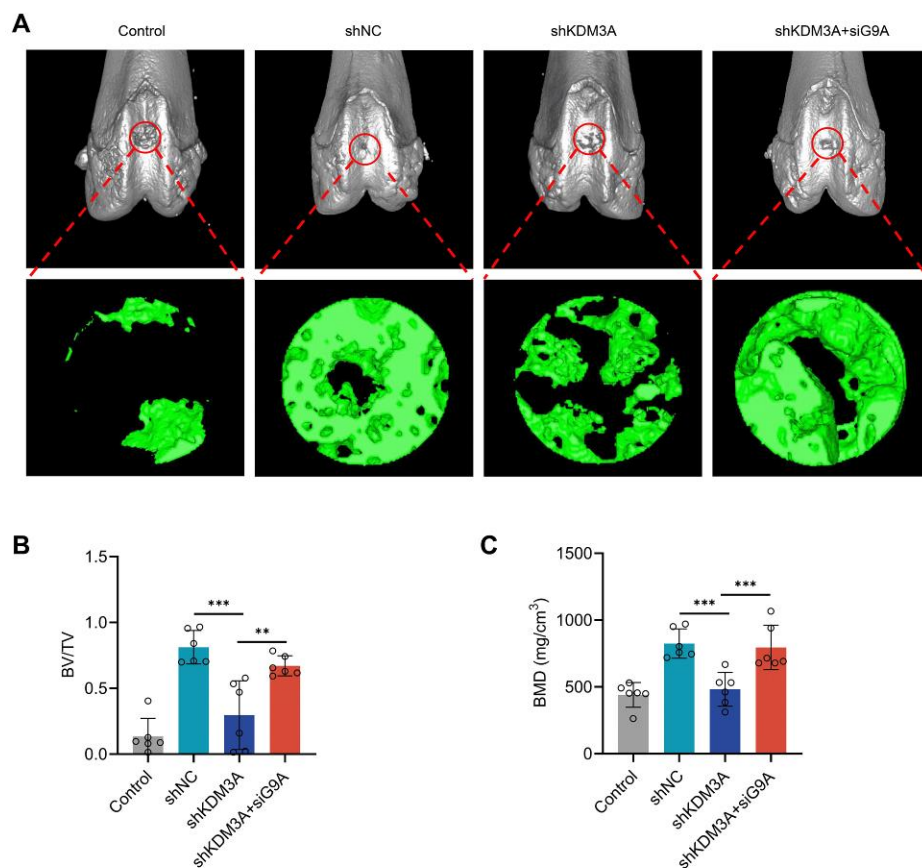 A
Control
shNC
shKDM3A
shKDM3A+siG9A
B
1.5
1.0
0.5
0.0
BV/TV
***
**
Control
shNC
shKDM3A
shKDM3A+siG9A
C
1500
1000
500
0
BMD (mg/cm³)
***
***
Control
shNC
shKDM3A
shKDM3A+siG9A